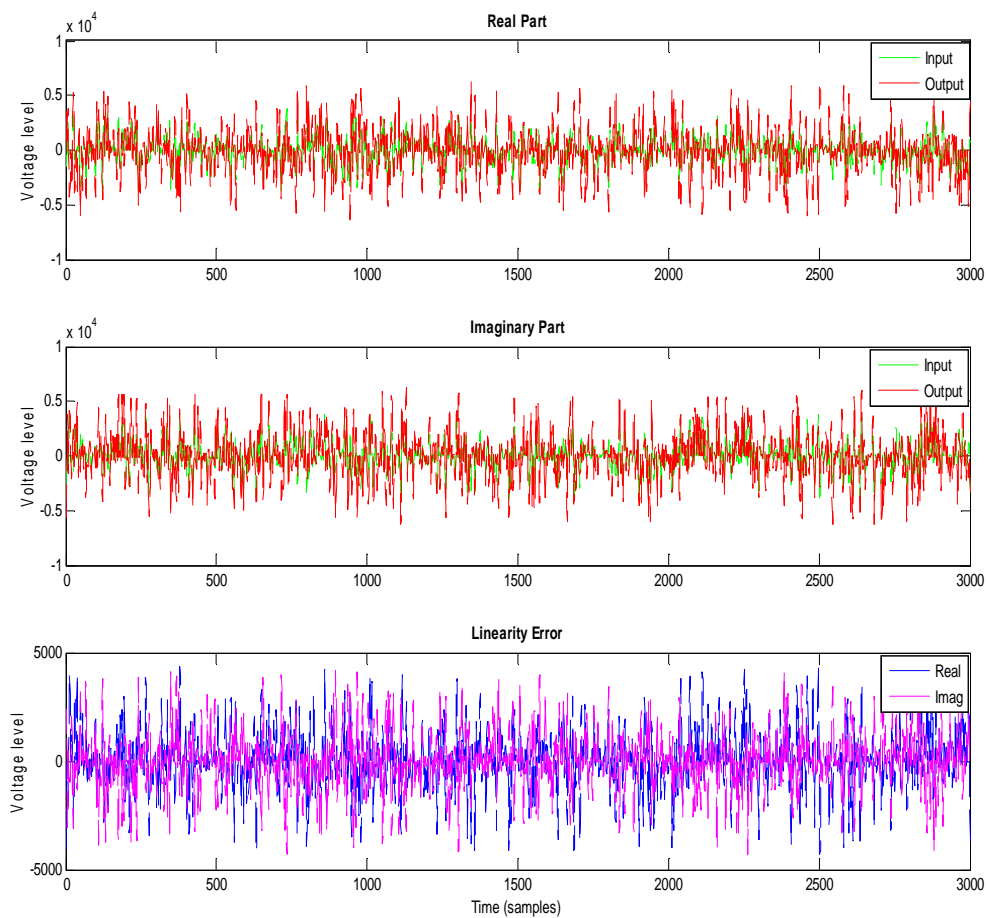 Real Part
x 10^4
1
0.5
0
-0.5
-1
Voltage level
Input
Output
0 500 1000 1500 2000 2500 3000
Imaginary Part
x 10^4
1
0.5
0
-0.5
-1
Voltage level
Input
Output
0 500 1000 1500 2000 2500 3000
Linearity Error
5000
0
-5000
Voltage level
Real
Imag
0 500 1000 1500 2000 2500 3000
Time (samples)